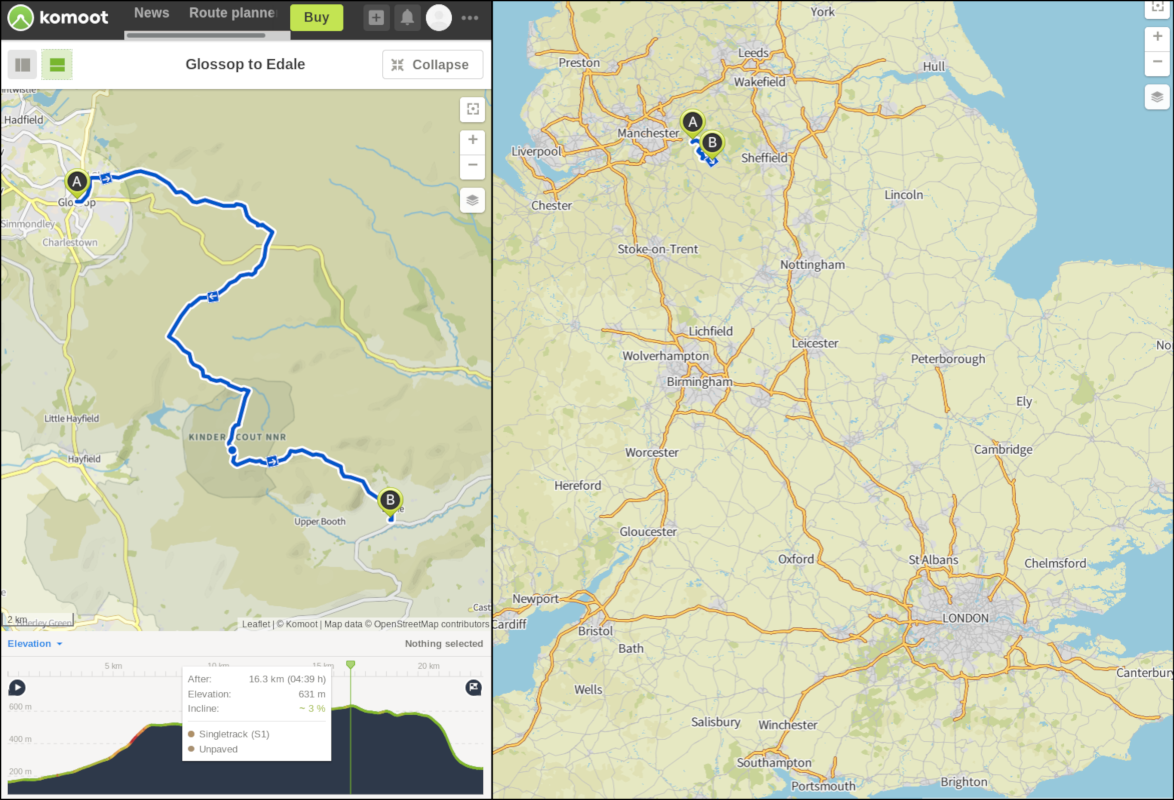 komoot
News
Route planne
Buy
Glossop to Edale
Collapse
Hadfield
A
Simmondley
Charlestown
Little Hayfield
KINDER SCOUT NNR
Hayfield
B
Upper Booth
2 km
Leaflet | © Komoot | Map data © OpenStreetMap contributors
Elevation
Nothing selected
5 km
10 km
15 km
20 km
After: 16.3 km (04:39 h)
Elevation: 631 m
Incline: ~ 3 %
Singletrack (S1)
Unpaved
600 m
400 m
200 m
York
Leeds
Preston
Wakefield
Hull
A
Manchester
B
Liverpool
Sheffield
Chester
Lincoln
Stoke-on-Trent
Nottingham
Lichfield
Leicester
Wolverhampton
Peterborough
No
Birmingham
Ely
Cambridge
Worcester
Hereford
Gloucester
Oxford
St Albans
Chelmsford
Newport
Cardiff
Bristol
LONDON
Bath
Canterbury
Wells
Salisbury
Winchester
Southampton
Portsmouth
Brighton